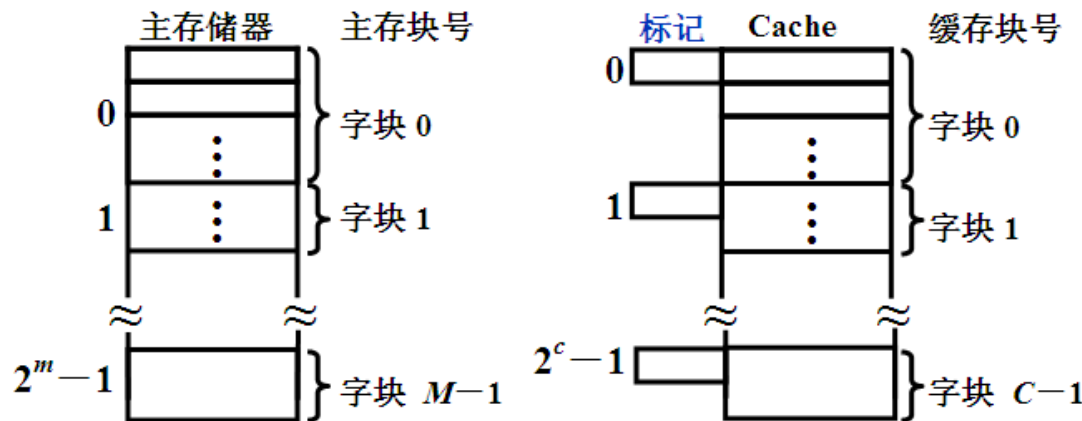 主存储器 主存块号 标记 Cache 缓存块号
0 字块 0 0 字块 0
1 字块 1 1 字块 1
2^m－1 字块 M－1 2^c－1 字块 C－1